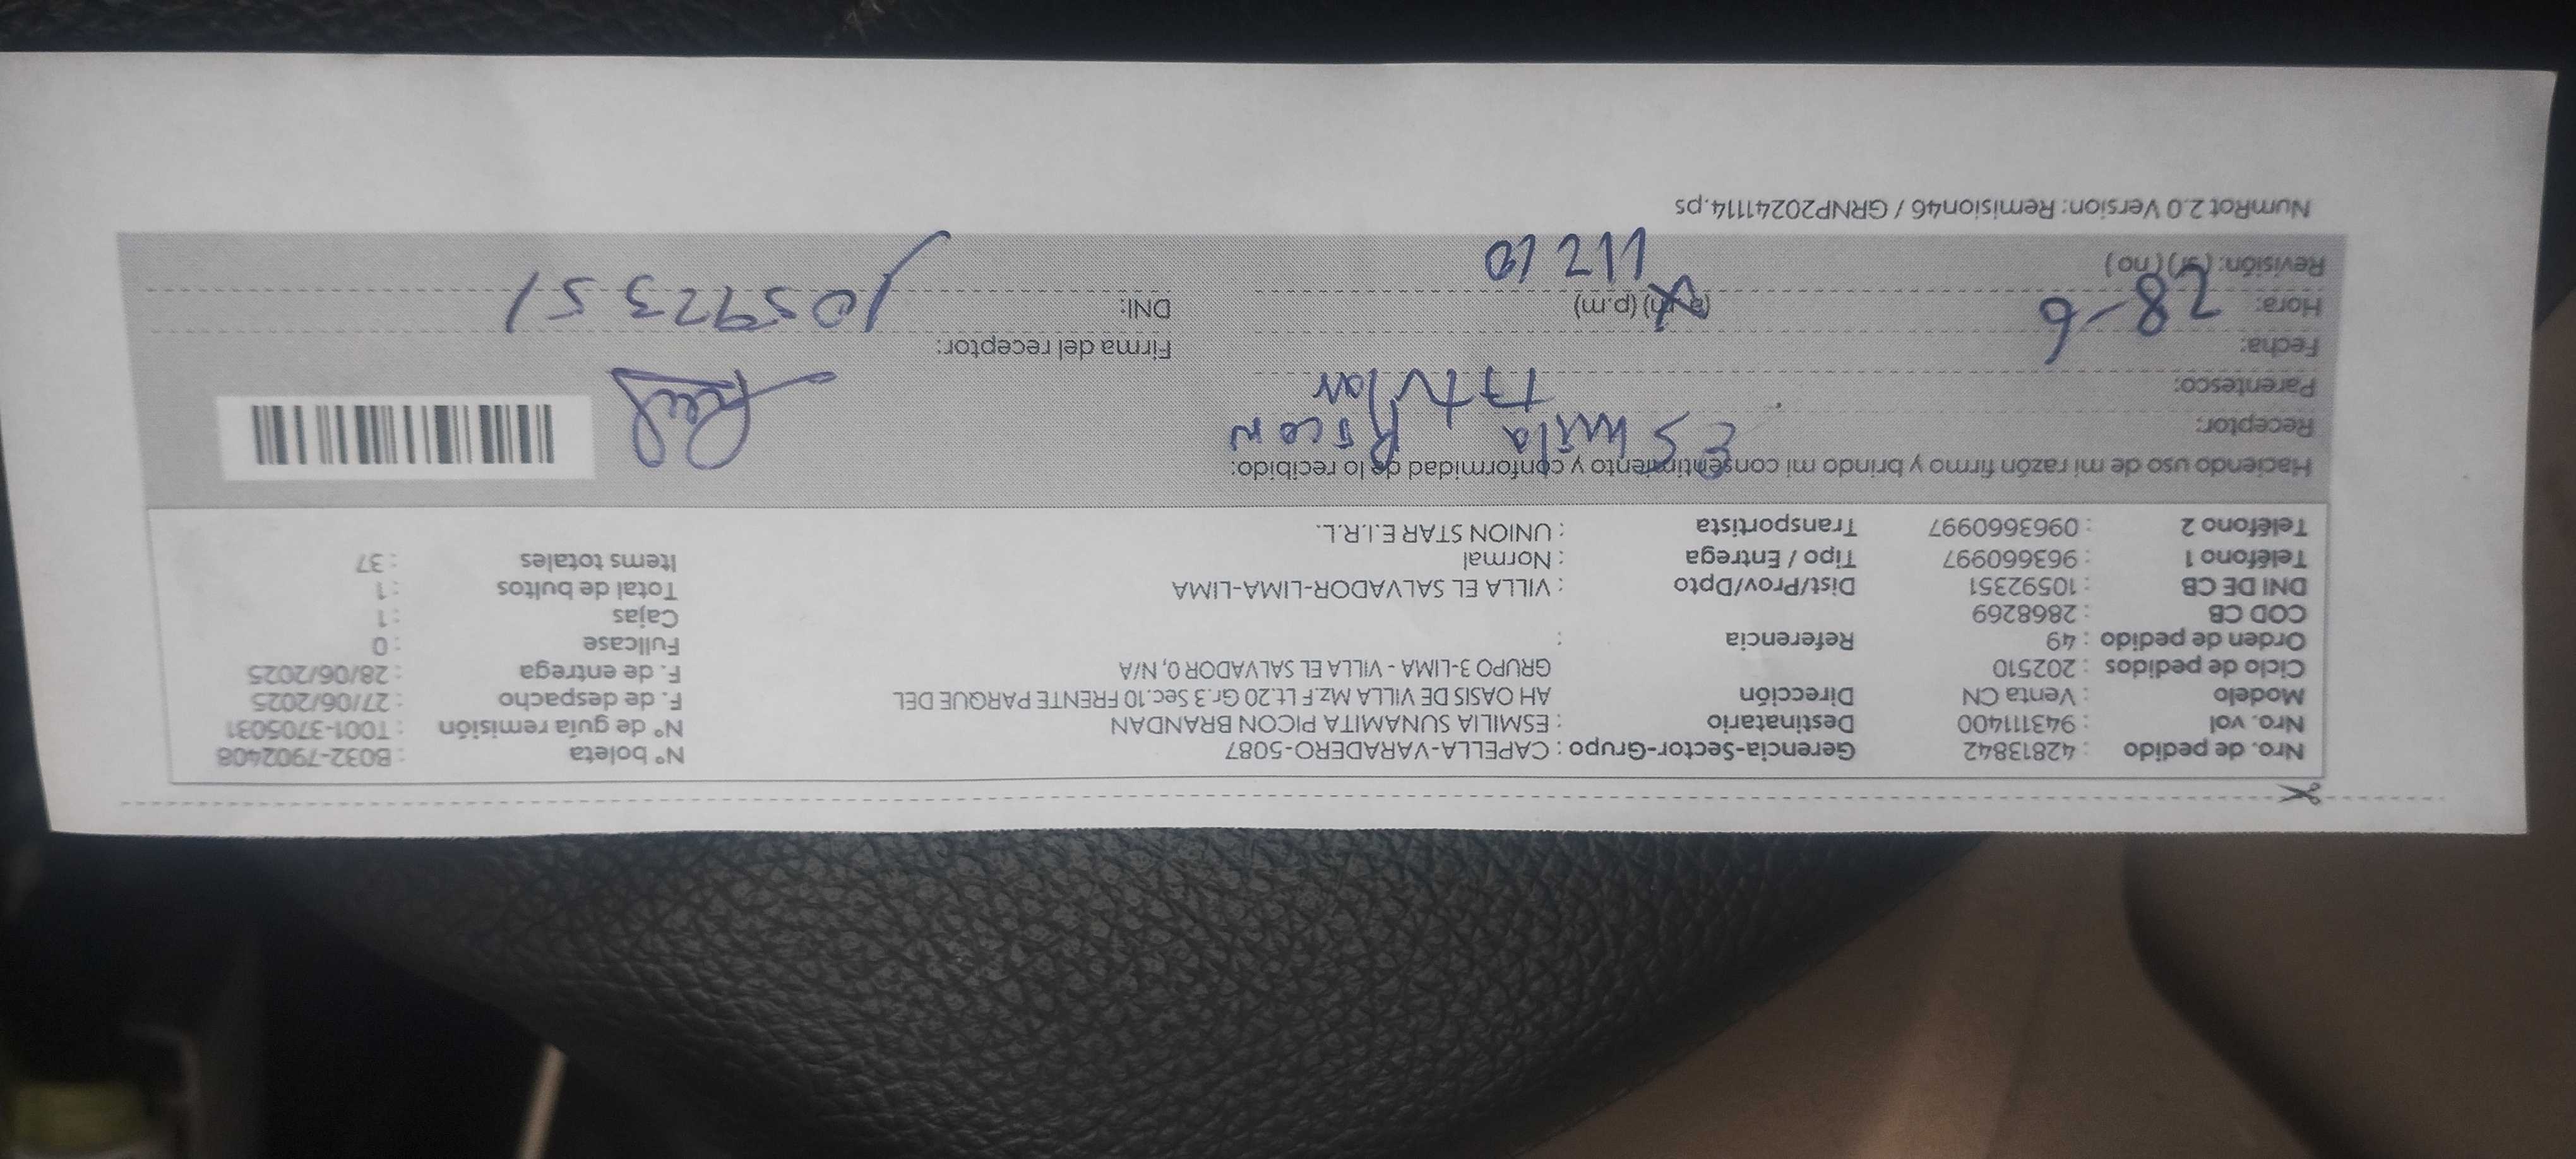 Nro. de pedido : 42813842 Gerencia-Sector-Grupo : CAPELLA-VARADERO-5087 N° boleta : B032-7902408
Nro. vol : 943111400 Destinatario : ESMILIA SUNAMITA PICON BRANDAN N° de guía remisión : T001-3705031
Modelo : Venta CN Dirección AH OASIS DE VILLA Mz.F Lt.20 Gr.3 Sec.10 FRENTE PARQUE DEL F. de despacho : 27/06/2025
Ciclo de pedidos : 202510 GRUPO 3-LIMA - VILLA EL SALVADOR 0, N/A F. de entrega : 28/06/2025
Orden de pedido : 49 Referencia : Fullcase : 0
COD CB : 2868269 Cajas : 1
DNI DE CB : 10592351 Dist/Prov/Dpto : VILLA EL SALVADOR-LIMA-LIMA Total de bultos : 1
Teléfono 1 : 963660997 Tipo / Entrega : Normal Items totales : 37
Teléfono 2 : 0963660997 Transportista : UNION STAR E.I.R.L.
Haciendo uso de mi razón firmo y brindo mi consentimiento y conformidad de lo recibido:
Receptor:
Parentesco:
Fecha: 28-6 Firma del receptor:
Hora: (a.m) (p.m) DNI: 10592351
Revisión: (si) (no)
NumRot 2.0 Version: Remision46 / GRNP20241114.ps